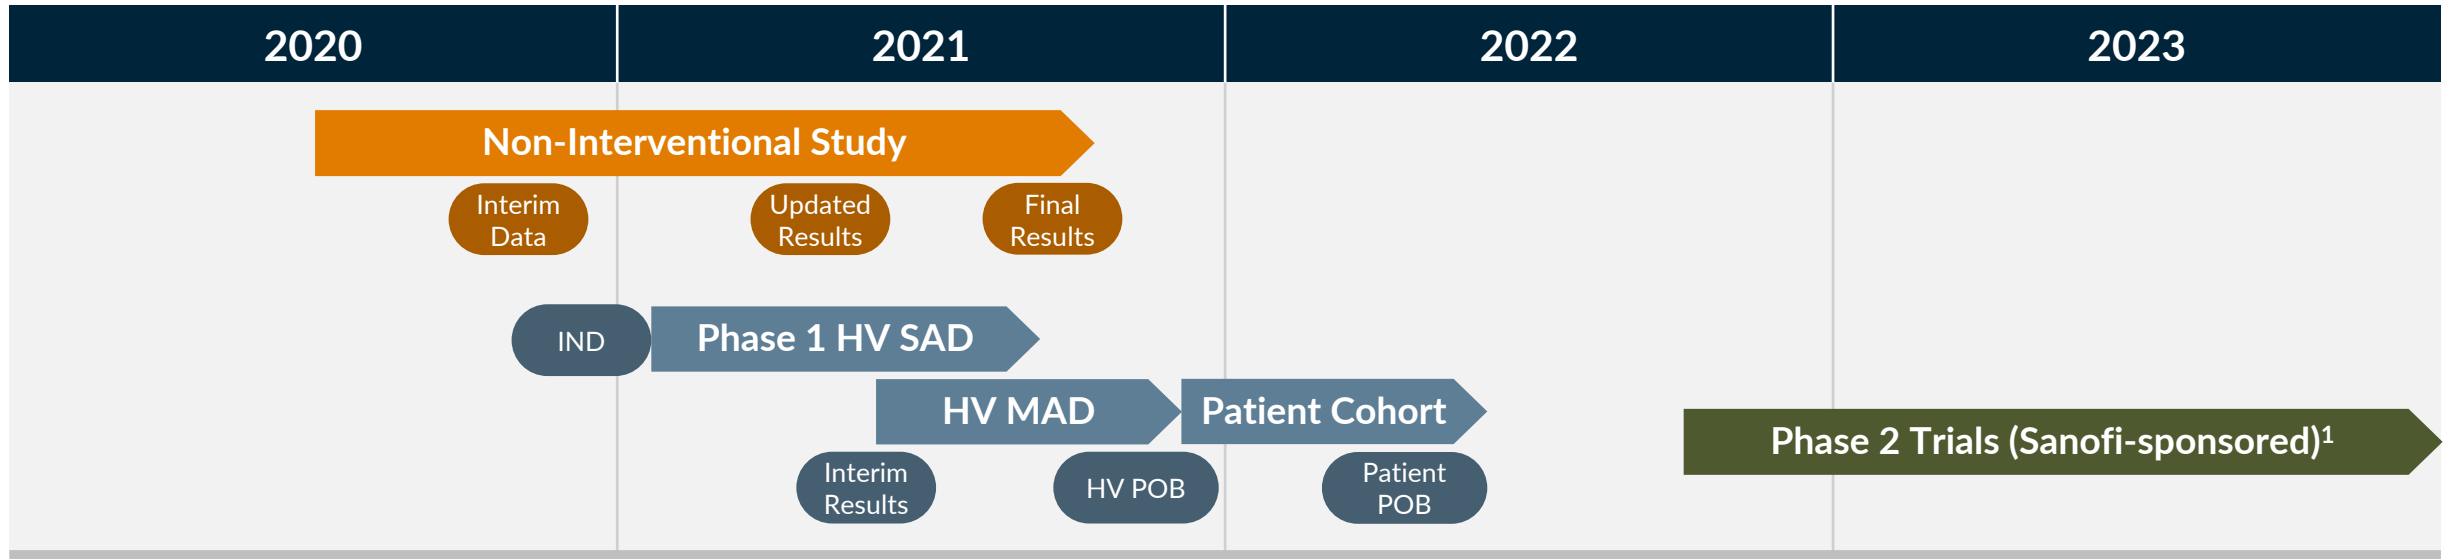 2020
2021
2022
2023
Non-Interventional Study
Interim
Data
Updated
Results
Final
Results
IND
Phase 1 HV SAD
HV MAD
Patient Cohort
Phase 2 Trials (Sanofi-sponsored)¹
Interim
Results
HV POB
Patient
POB